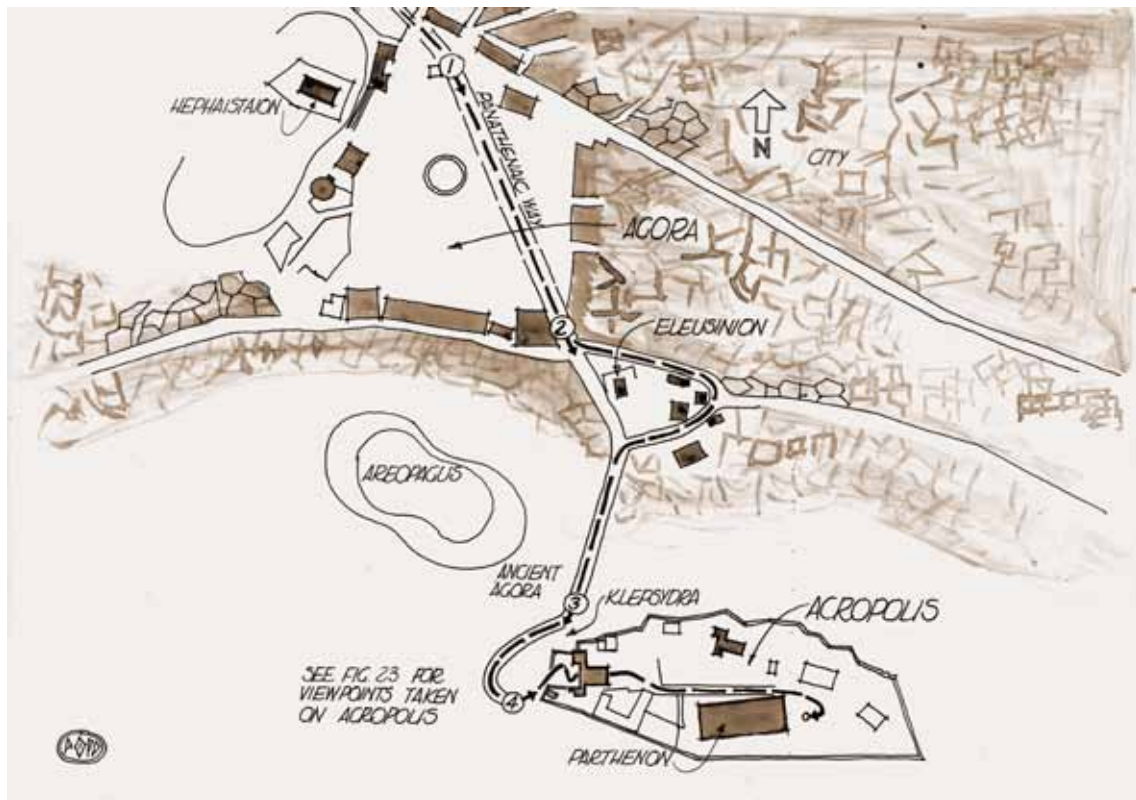 1
HEPHAISTAION
PANATHENAIC WAY
N
CITY
AGORA
2
ELEUSINION
AREOPAGUS
ANCIENT
AGORA
3
KLEPSYDRA
ACROPOLIS
SEE FIG. 23 FOR
VIEWPOINTS TAKEN
ON ACROPOLIS
4
PARTHENON